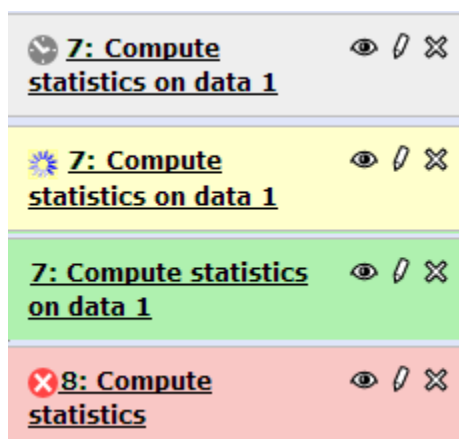 7: Compute
statistics on data 1
7: Compute
statistics on data 1
7: Compute statistics
on data 1
8: Compute
statistics